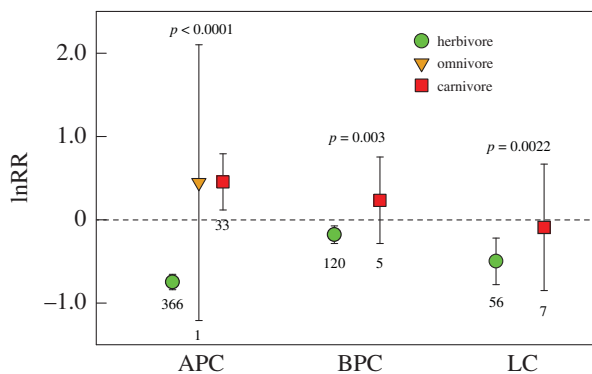 2.0
1.0
0
−1.0
lnRR
p < 0.0001
p = 0.003
p = 0.0022
herbivore
omnivore
carnivore
366
1
33
120
5
56
7
APC
BPC
LC